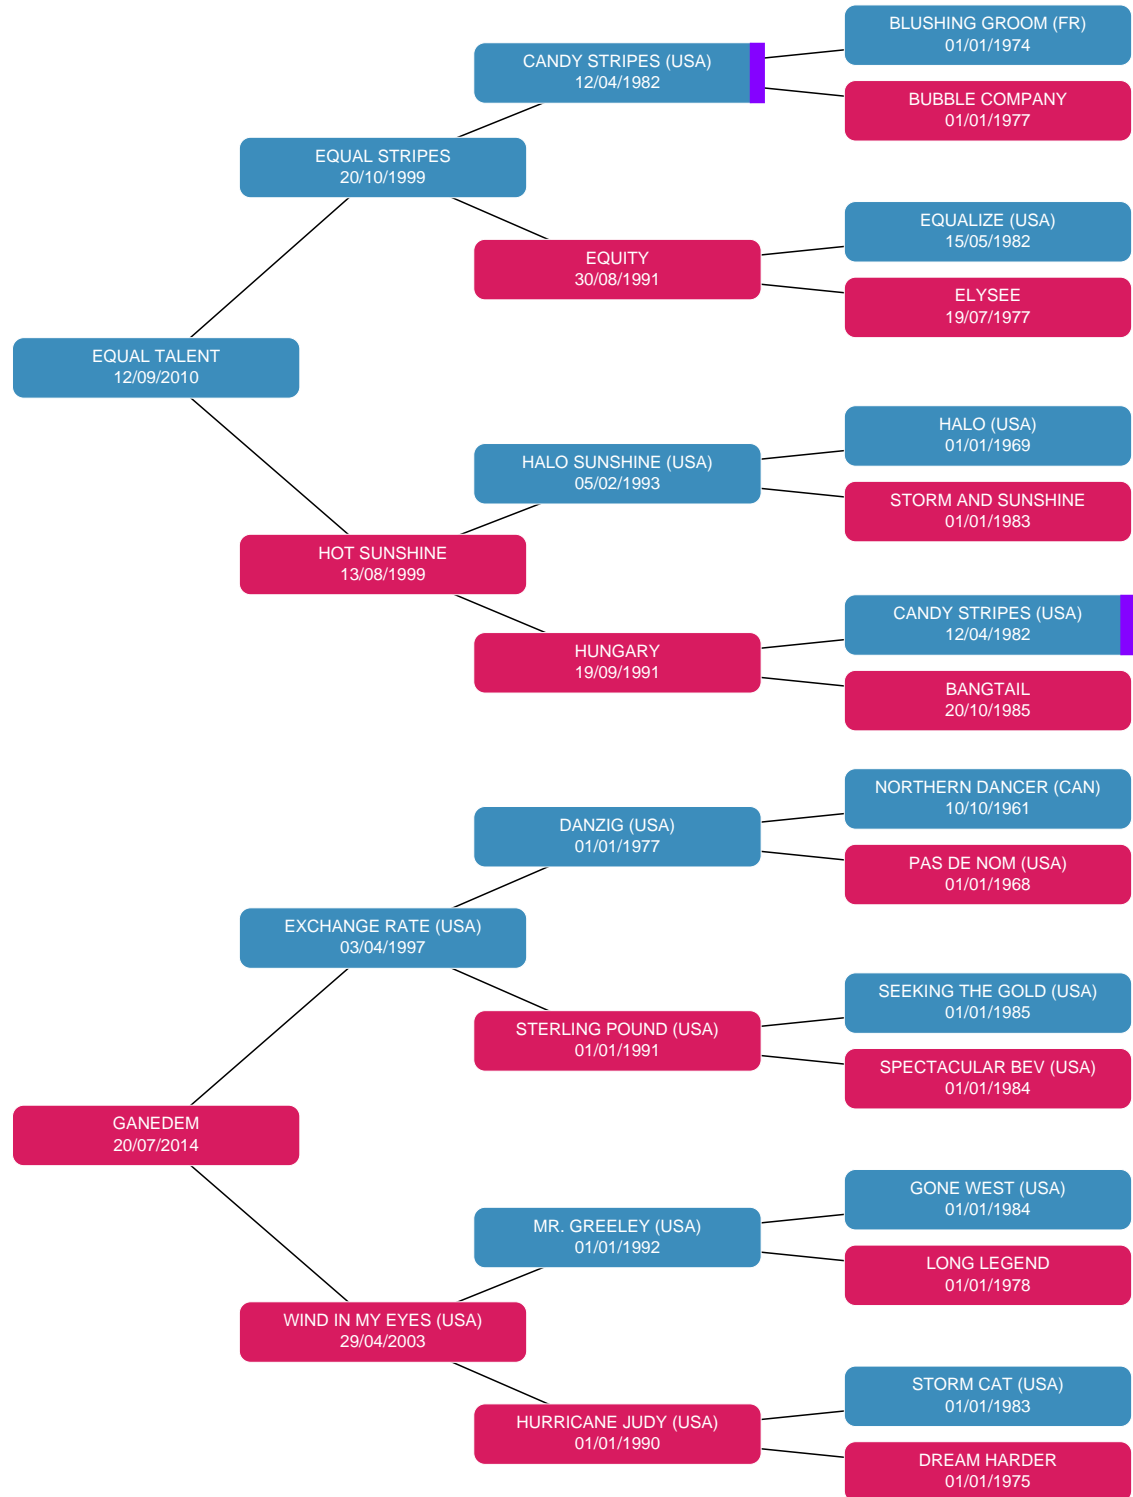 BLUSHING GROOM (FR)
01/01/1974
CANDY STRIPES (USA)
12/04/1982
BUBBLE COMPANY
01/01/1977
EQUAL STRIPES
20/10/1999
EQUALIZE (USA)
15/05/1982
EQUITY
30/08/1991
ELYSEE
19/07/1977
EQUAL TALENT
12/09/2010
HALO (USA)
01/01/1969
HALO SUNSHINE (USA)
05/02/1993
STORM AND SUNSHINE
01/01/1983
HOT SUNSHINE
13/08/1999
CANDY STRIPES (USA)
12/04/1982
HUNGARY
19/09/1991
BANGTAIL
20/10/1985
NORTHERN DANCER (CAN)
10/10/1961
DANZIG (USA)
01/01/1977
PAS DE NOM (USA)
01/01/1968
EXCHANGE RATE (USA)
03/04/1997
SEEKING THE GOLD (USA)
01/01/1985
STERLING POUND (USA)
01/01/1991
SPECTACULAR BEV (USA)
01/01/1984
GANEDEM
20/07/2014
GONE WEST (USA)
01/01/1984
MR. GREELEY (USA)
01/01/1992
LONG LEGEND
01/01/1978
WIND IN MY EYES (USA)
29/04/2003
STORM CAT (USA)
01/01/1983
HURRICANE JUDY (USA)
01/01/1990
DREAM HARDER
01/01/1975